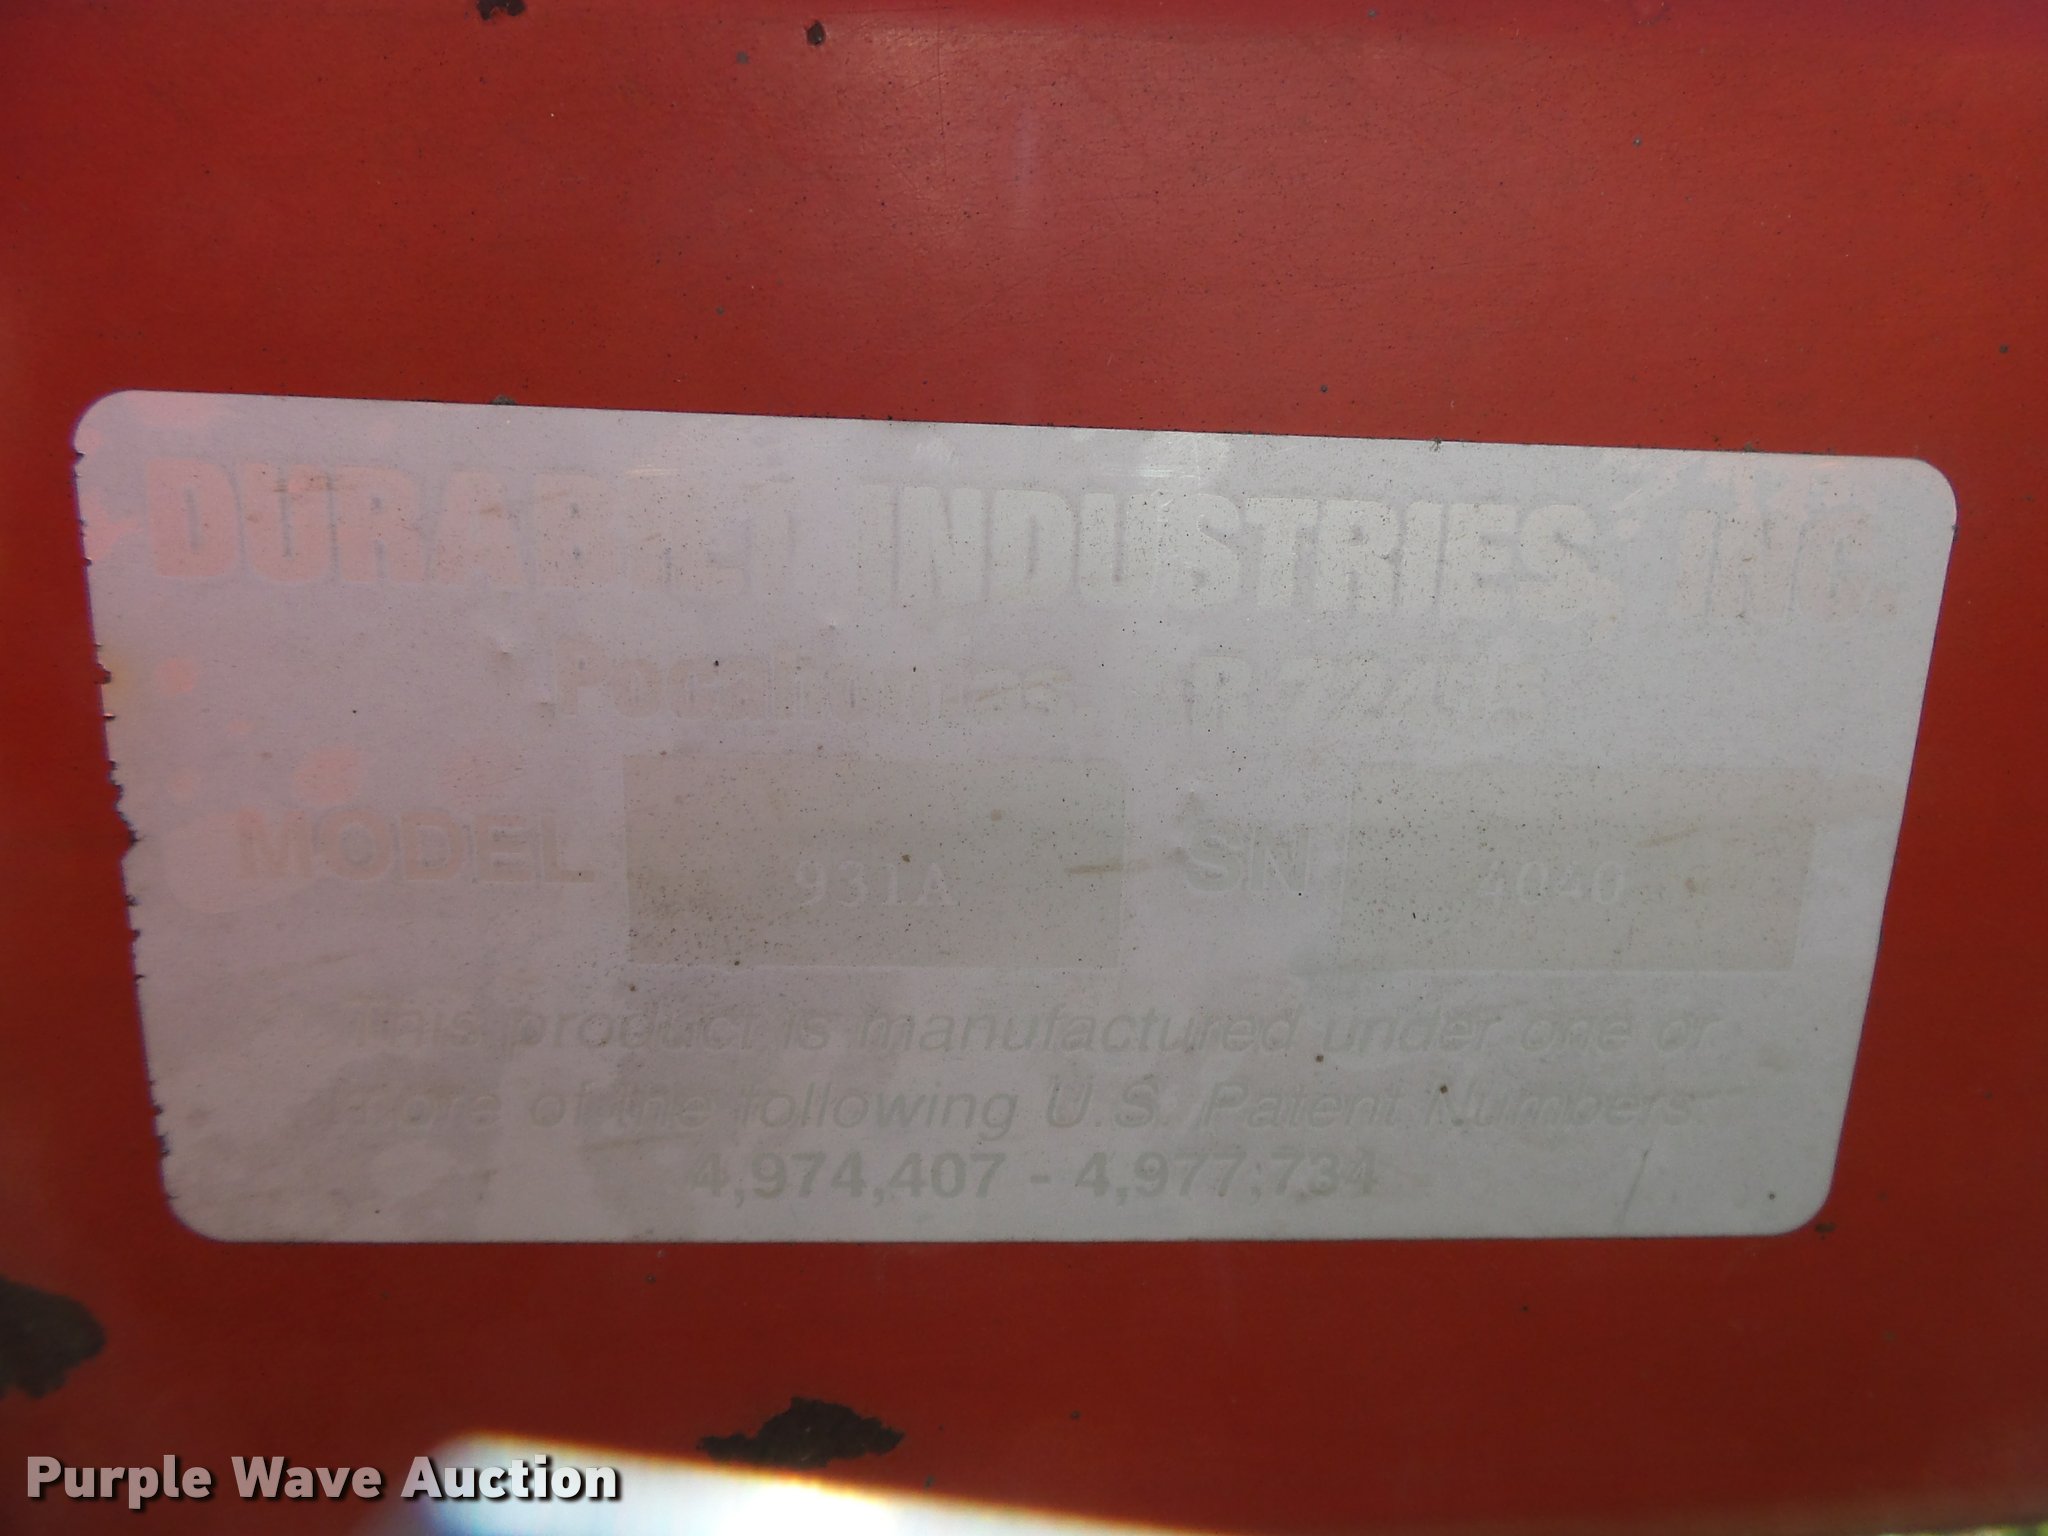 DURABILT INDUSTRIES, INC.
Pocahontas
MODEL 931A SN 4040
This product is manufactured under one or
more of the following U.S. Patent Numbers:
4,974,407 - 4,977,734
Purple Wave Auction